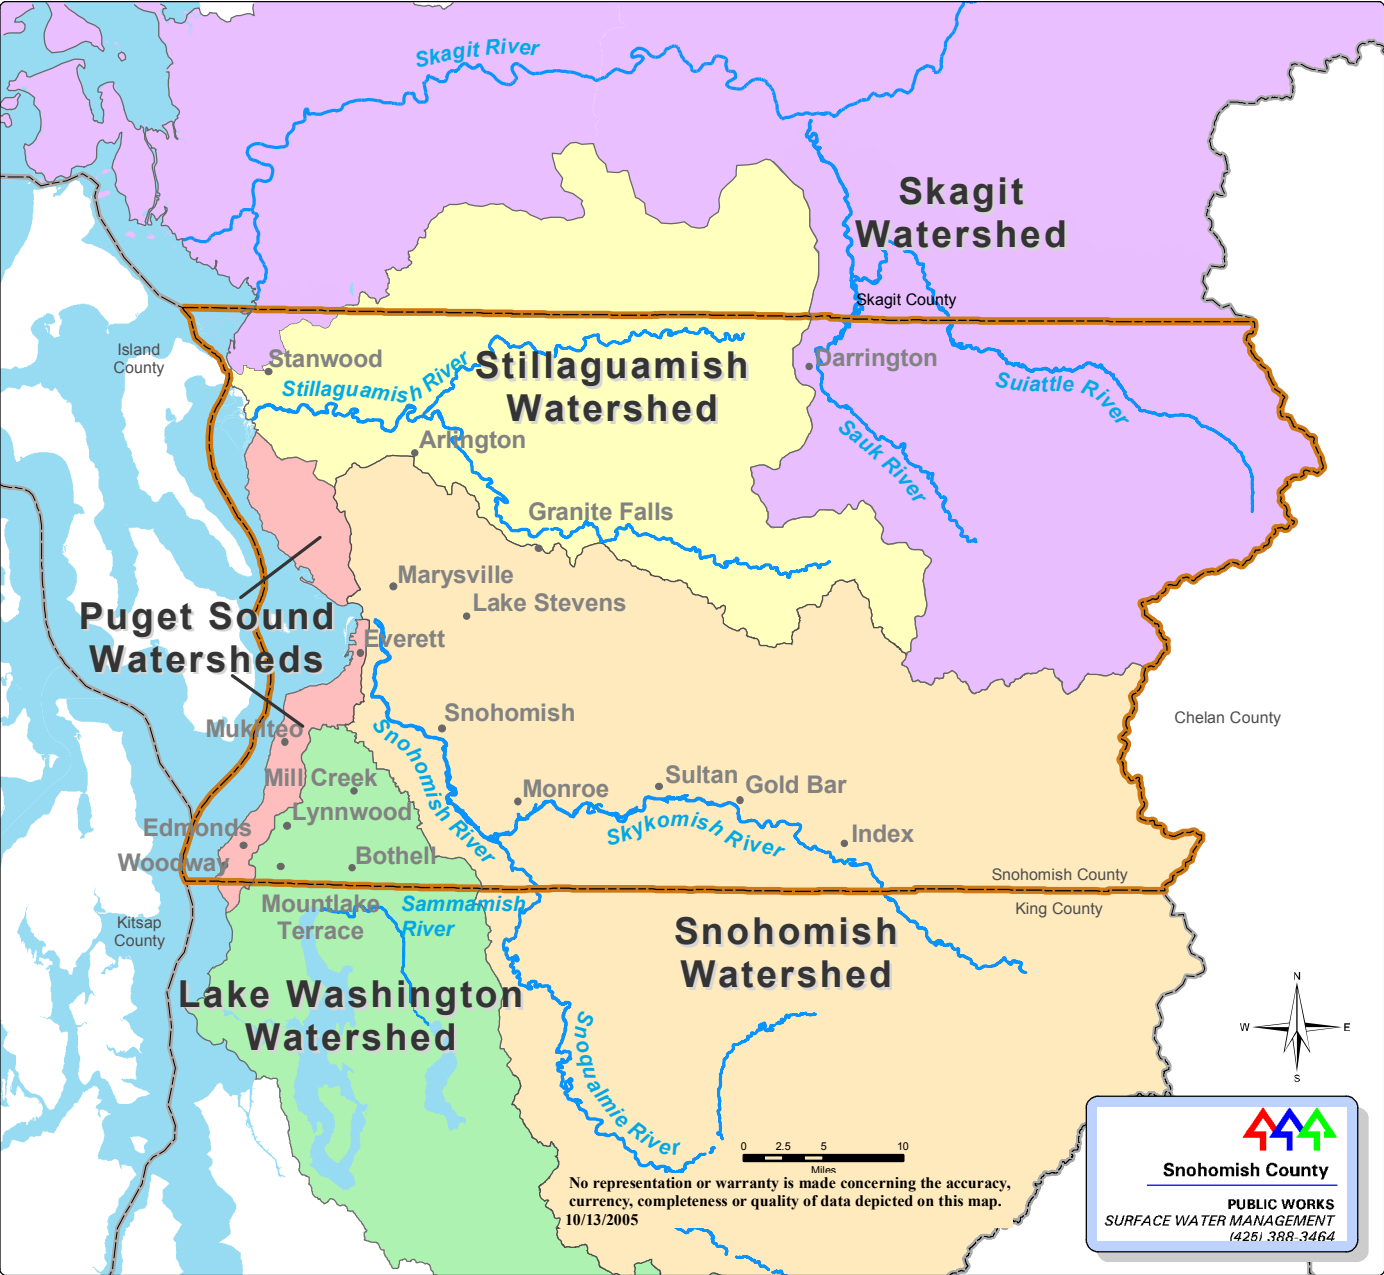 Skagit River
Skagit
Watershed
Skagit County
Island
County
Stanwood
Stillaguamish River
Stillaguamish
Watershed
Darrington
Suiattle River
Sauk River
Arlington
Granite Falls
Marysville
Lake Stevens
Puget Sound
Watersheds
Everett
Snohomish
Chelan County
Mukilteo
Snohomish River
Mill Creek
Monroe
Sultan
Gold Bar
Lynnwood
Edmonds
Skykomish River
Index
Woodway
Bothell
Snohomish County
King County
Mountlake
Terrace
Sammamish
River
Kitsap
County
Snohomish
Watershed
Lake Washington
Watershed
N
W
E
S
Snoqualmie River
0 2.5 5 10
Miles
No representation or warranty is made concerning the accuracy,
currency, completeness or quality of data depicted on this map.
10/13/2005
Snohomish County
PUBLIC WORKS
SURFACE WATER MANAGEMENT
(425) 388-3464